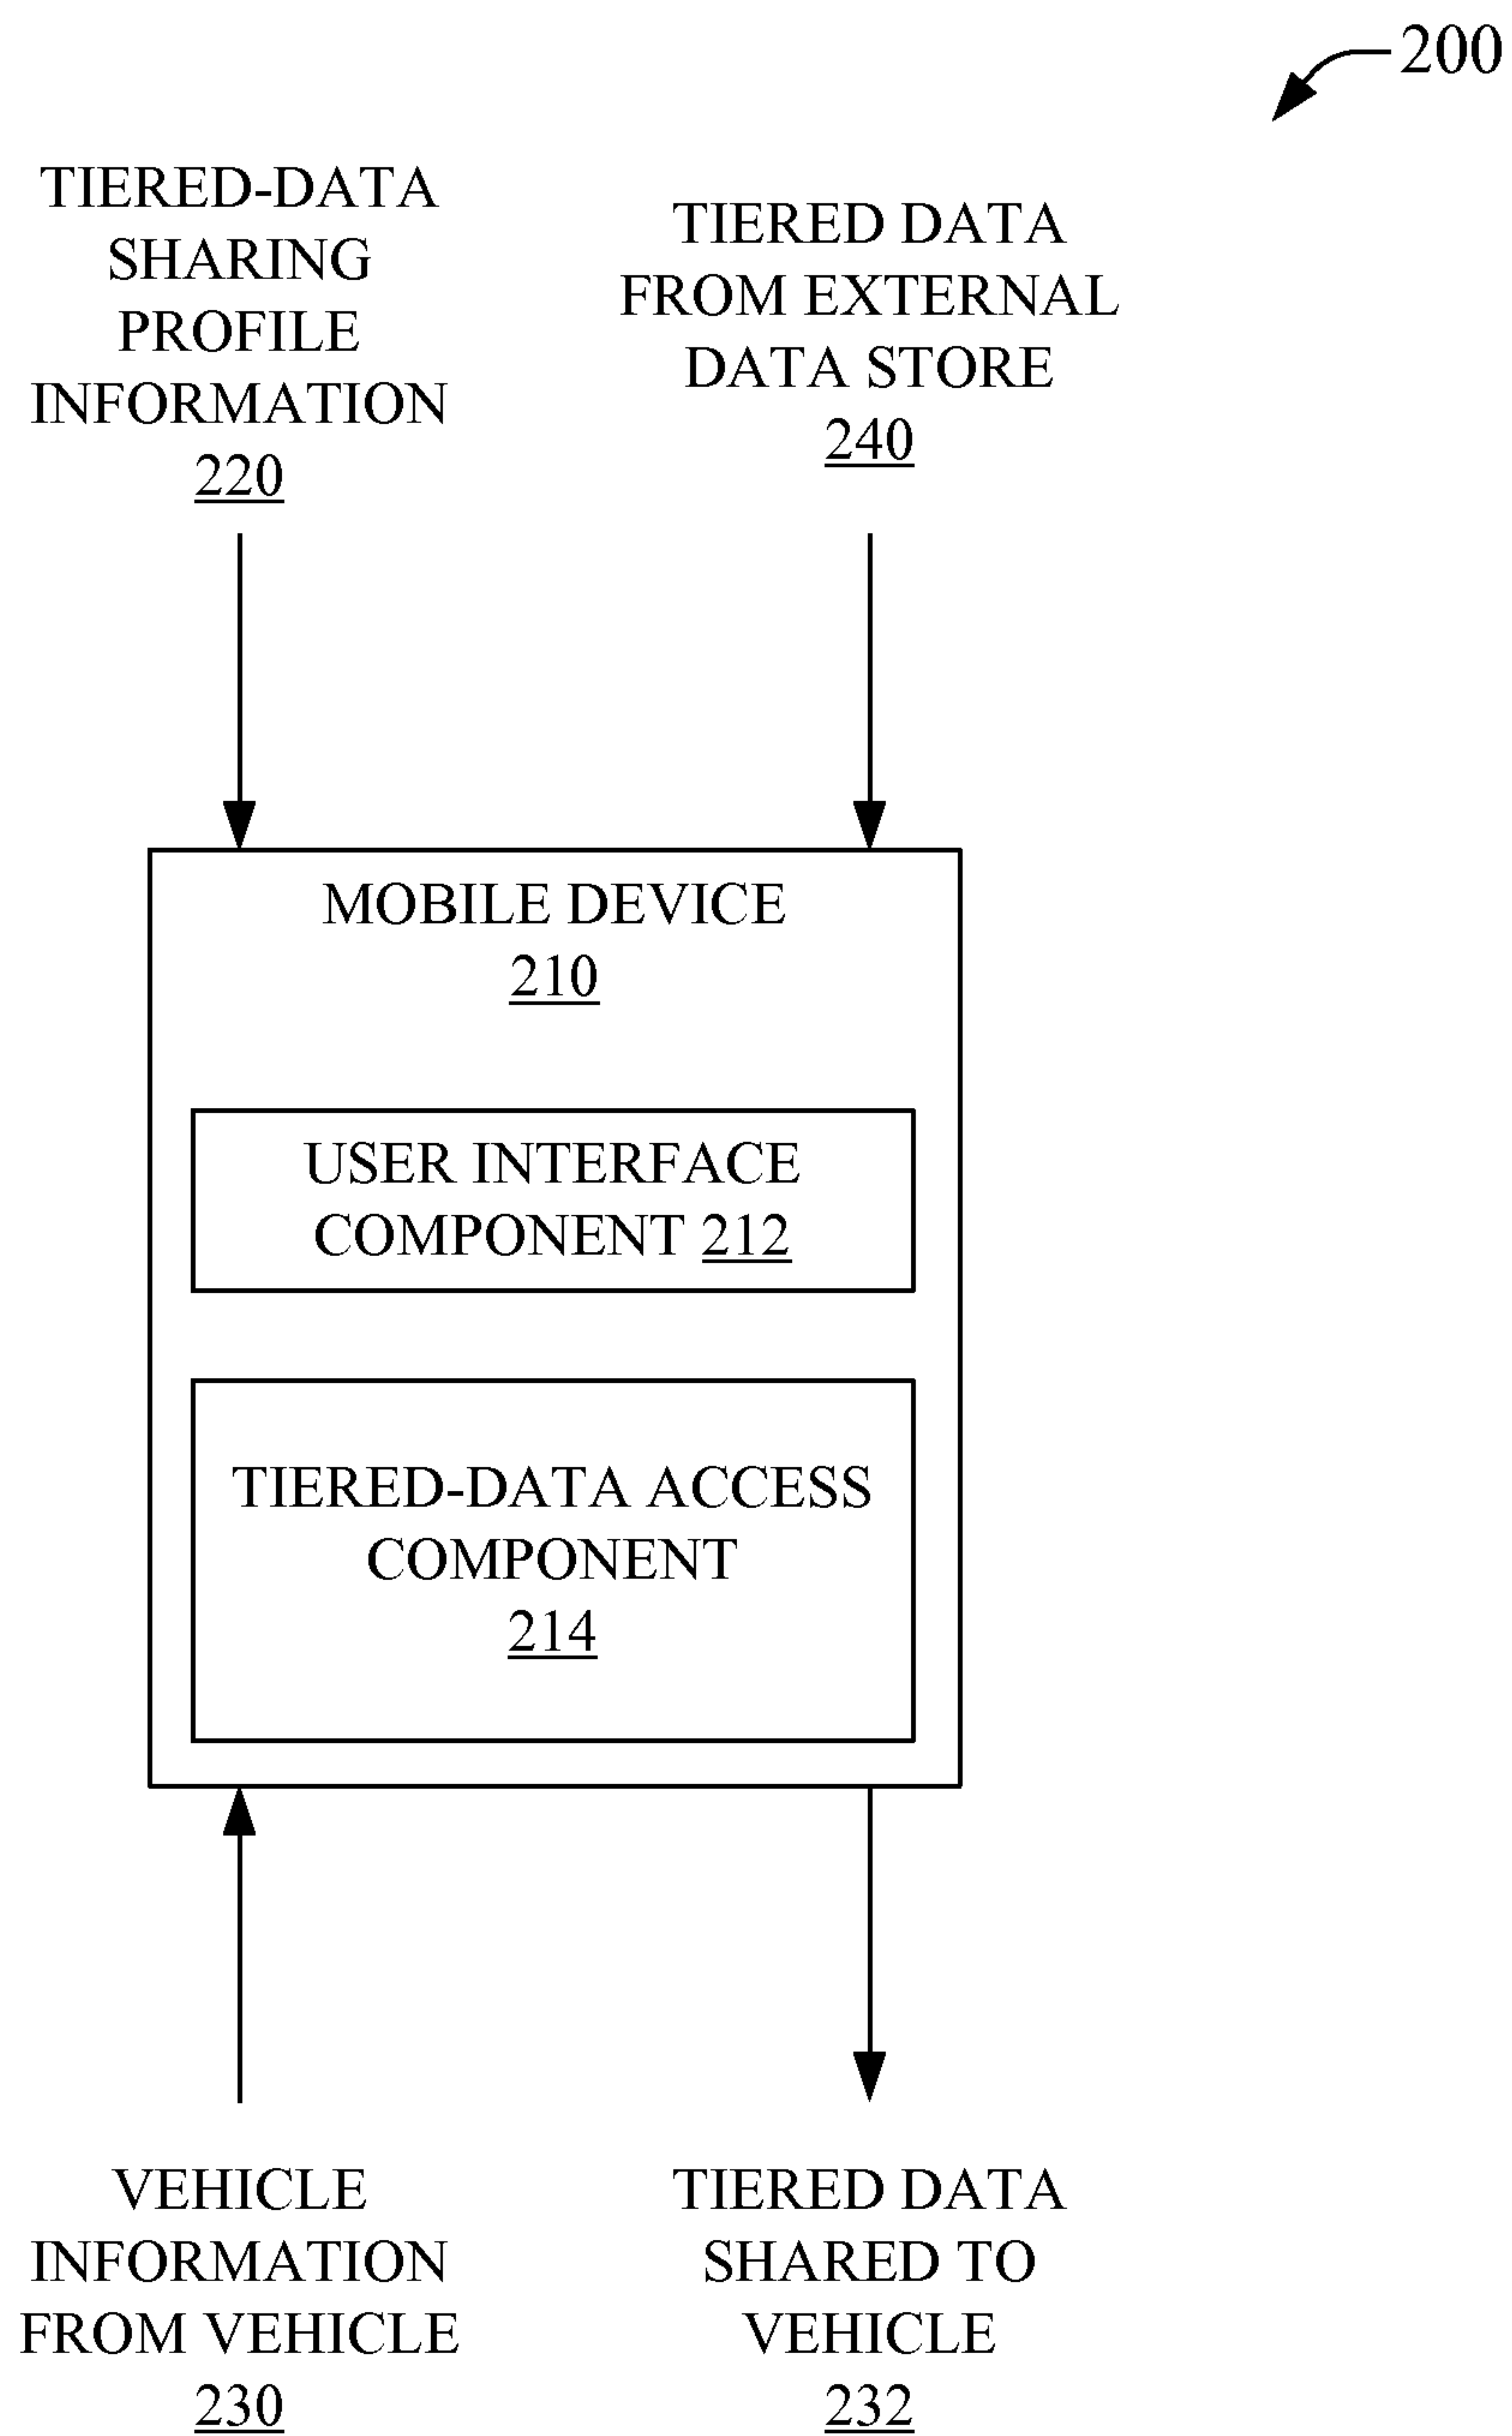 200
TIERED-DATA
SHARING
PROFILE
INFORMATION
220
TIERED DATA
FROM EXTERNAL
DATA STORE
240
MOBILE DEVICE
210
USER INTERFACE
COMPONENT 212
TIERED-DATA ACCESS
COMPONENT
214
VEHICLE
INFORMATION
FROM VEHICLE
230
TIERED DATA
SHARED TO
VEHICLE
232